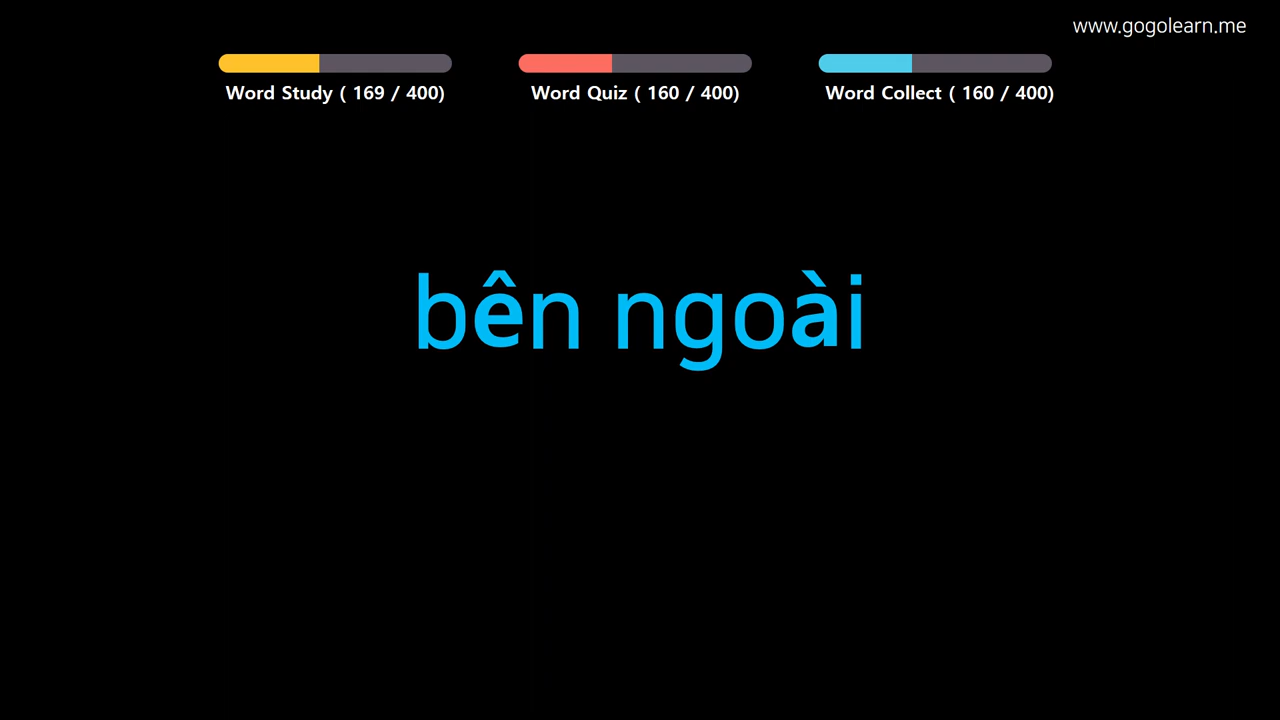 www.gogolearn.me
Word Study ( 169 / 400)
Word Quiz ( 160 / 400)
Word Collect ( 160 / 400)
bên ngoài